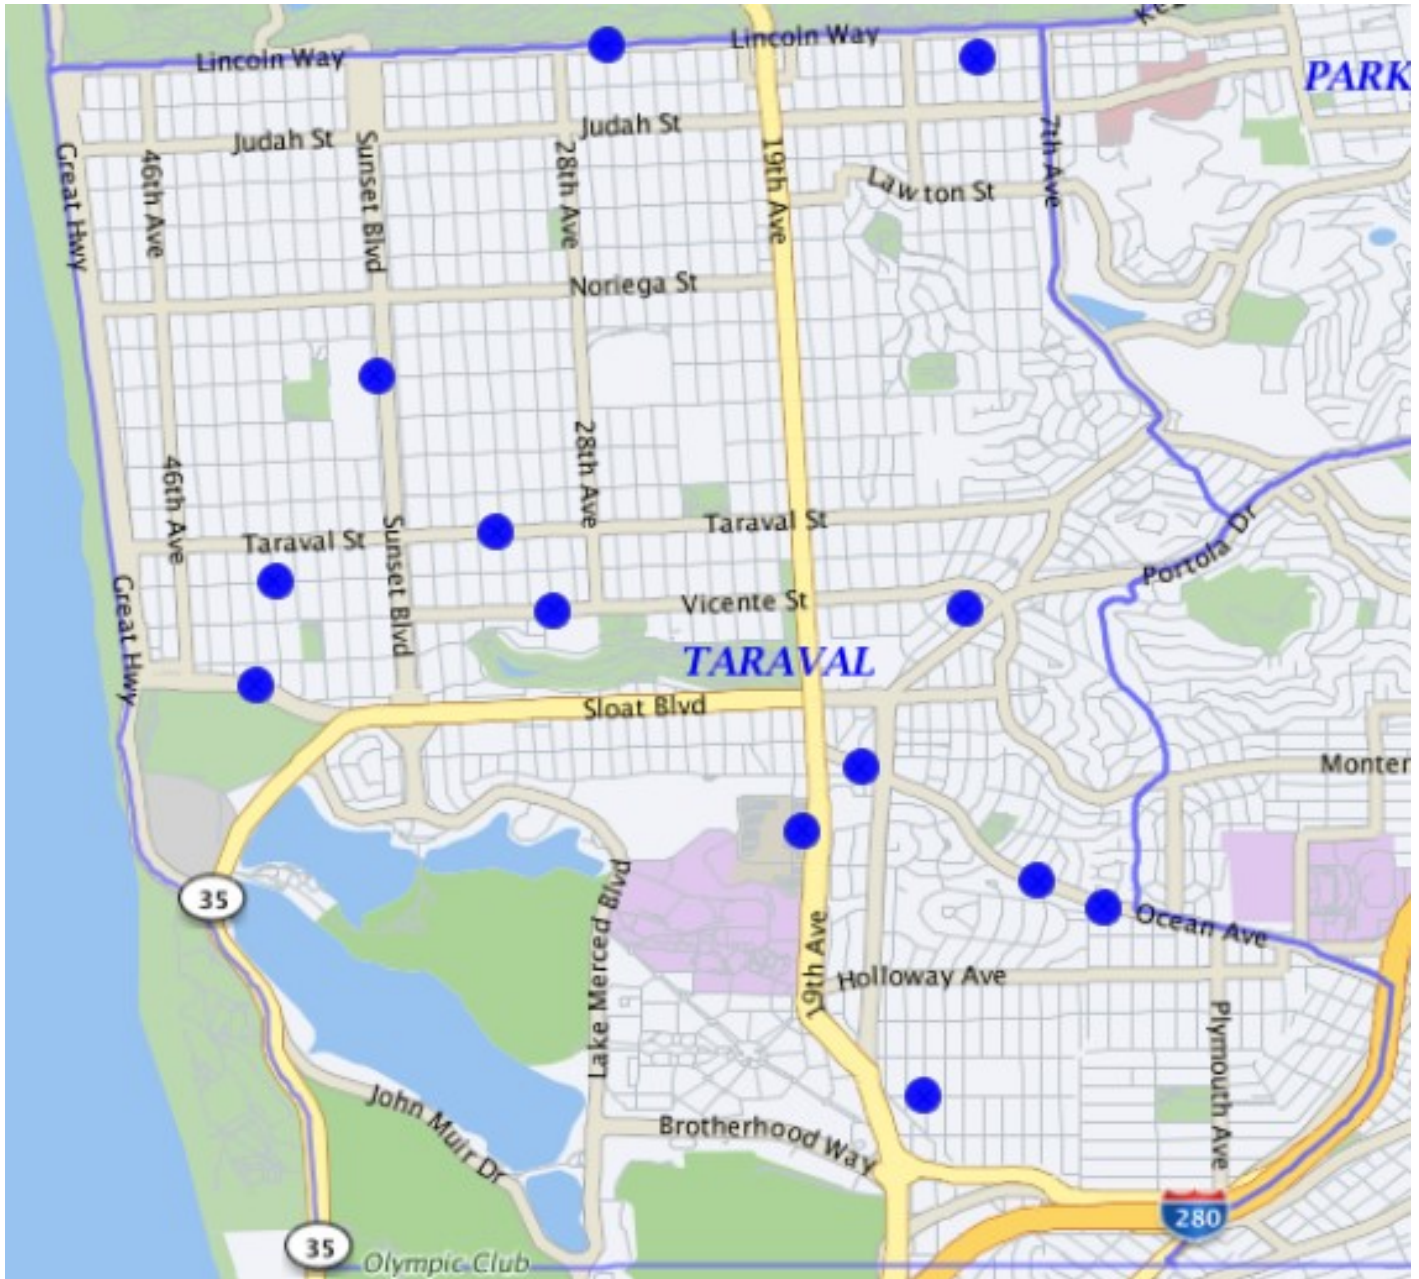 Lincoln Way
Lincoln Way
PARK
Judah St
Judah St
Great Hwy
46th Ave
Sunset Blvd
28th Ave
19th Ave
7th Ave
Lawton St
Noriega St
28th Ave
46th Ave
Taraval St
Taraval St
Sunset Blvd
Portola Dr
Great Hwy
Vicente St
TARAVAL
Sloat Blvd
Monter
35
Lake Merced Blvd
19th Ave
Ocean Ave
Holloway Ave
Plymouth Ave
John Muir Dr
Brotherhood Way
280
35
Olympic Club